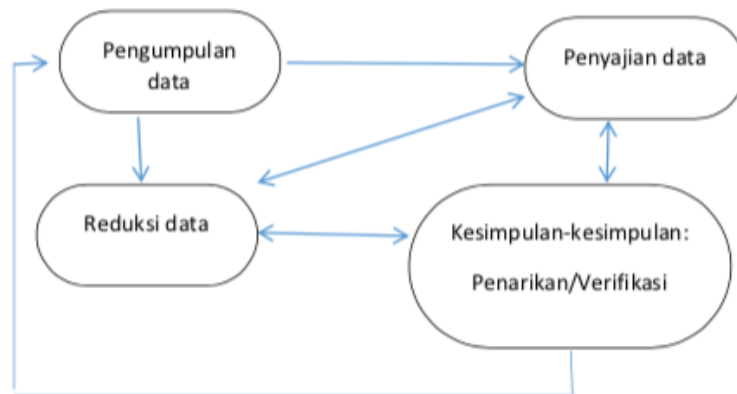 Pengumpulan
data
Penyajian data
Reduksi data
Kesimpulan-kesimpulan:
Penarikan/Verifikasi